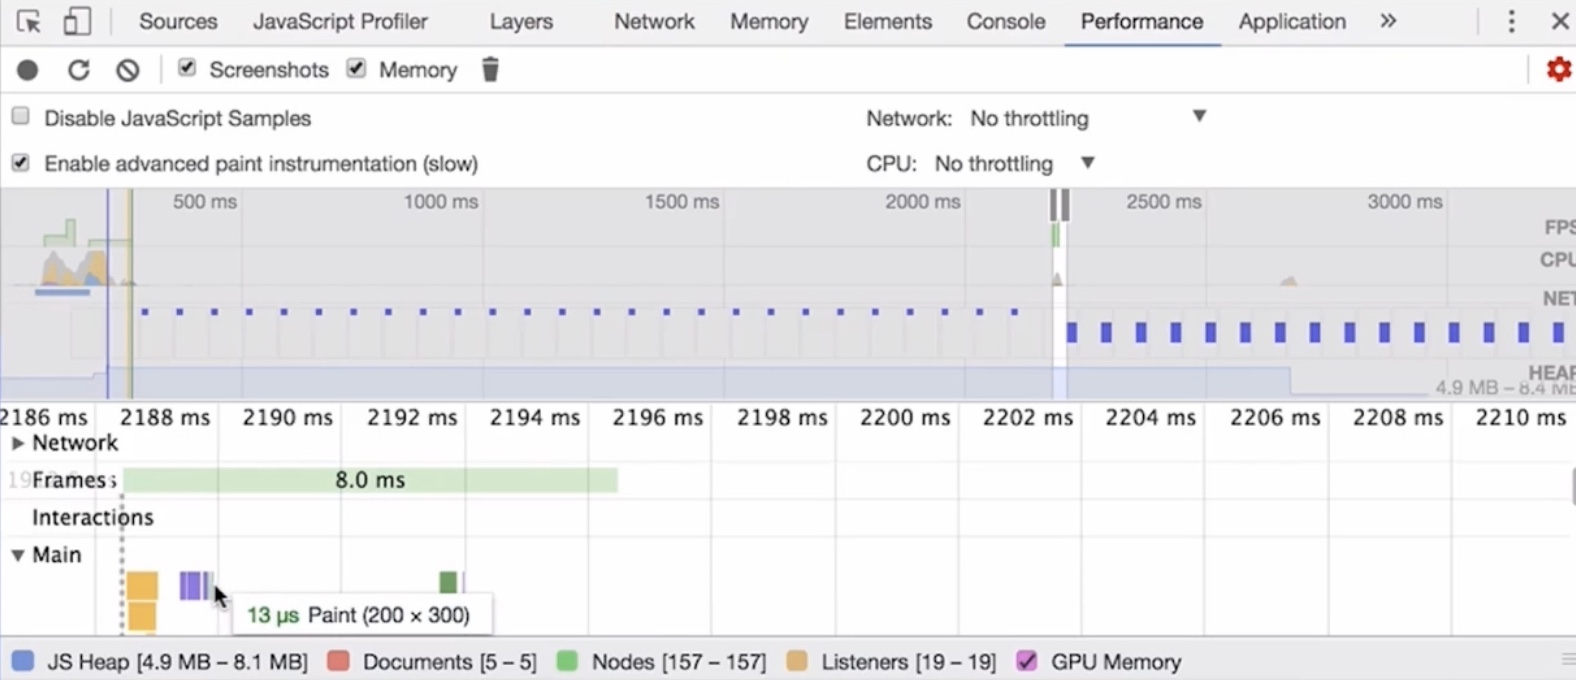 Sources JavaScript Profiler Layers Network Memory Elements Console Performance Application »
Screenshots Memory
Disable JavaScript Samples Network: No throttling
Enable advanced paint instrumentation (slow) CPU: No throttling
500 ms 1000 ms 1500 ms 2000 ms 2500 ms 3000 ms
FPS
CPU
NET
HEAP
4.9 MB – 8.4 MB
2186 ms 2188 ms 2190 ms 2192 ms 2194 ms 2196 ms 2198 ms 2200 ms 2202 ms 2204 ms 2206 ms 2208 ms 2210 ms
Network
Frames 8.0 ms
Interactions
Main
13 µs Paint (200 × 300)
JS Heap [4.9 MB – 8.1 MB] Documents [5 – 5] Nodes [157 – 157] Listeners [19 – 19] GPU Memory